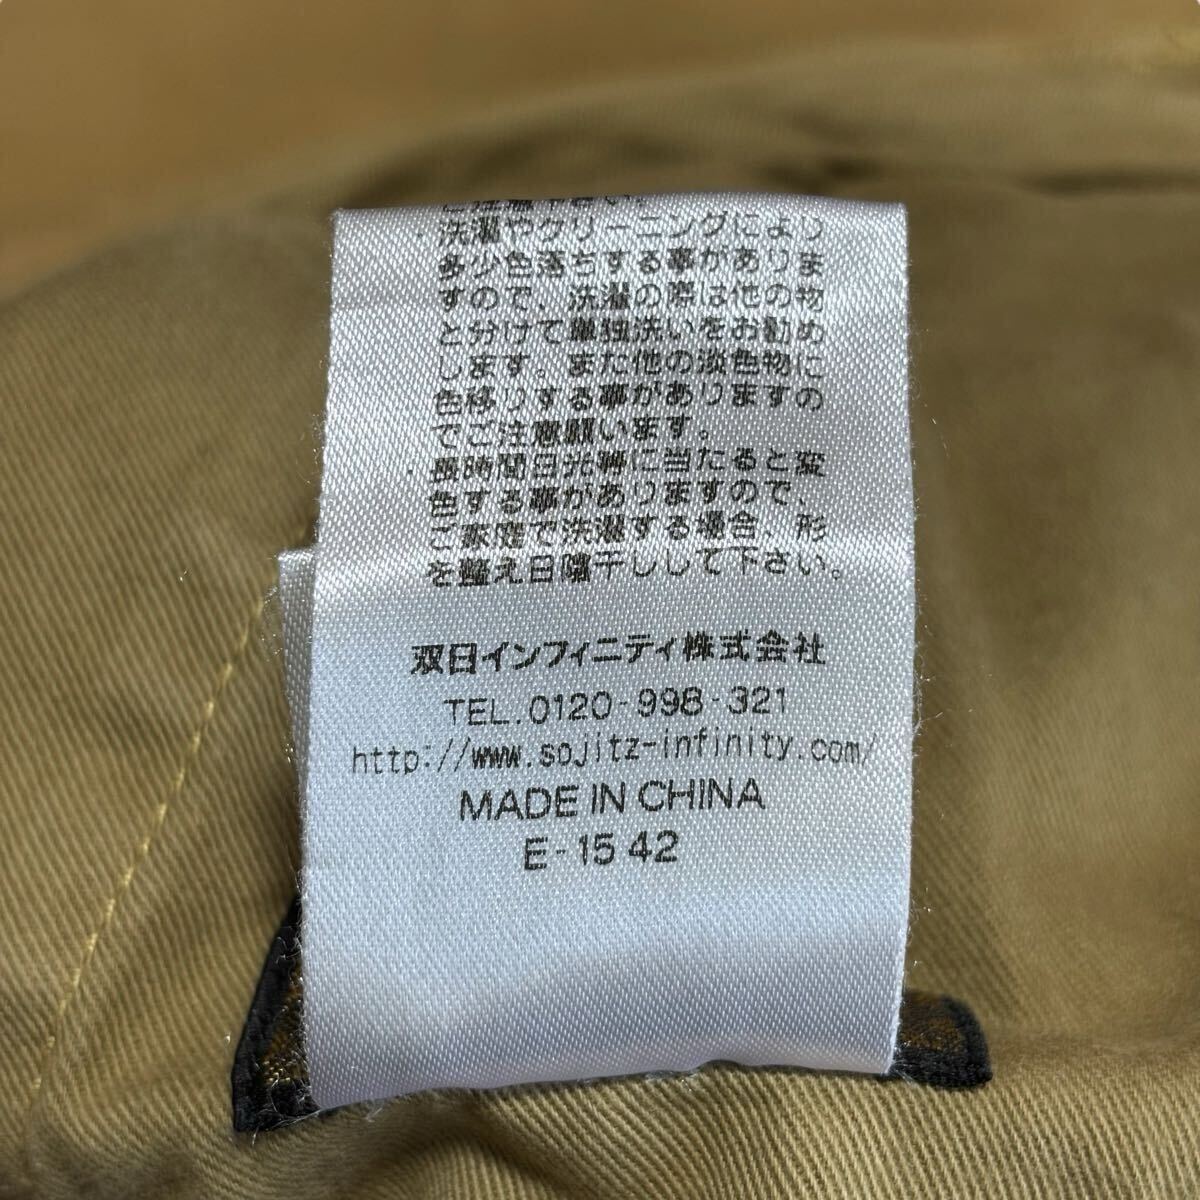 ご注意下さい。
・洗濯やクリーニングにより
多少色落ちする事がありま
すので、洗濯の際は他の物
と分けて単独洗いをお勧め
します。また他の淡色物に
色移りする事がありますの
でご注意願います。
・長時間日光等に当たると変
色する事がありますので、
ご家庭で洗濯する場合、形
を整え日陰干しして下さい。
双日インフィニティ株式会社
TEL.0120-998-321
http://www.sojitz-infinity.com/
MADE IN CHINA
E-15 42